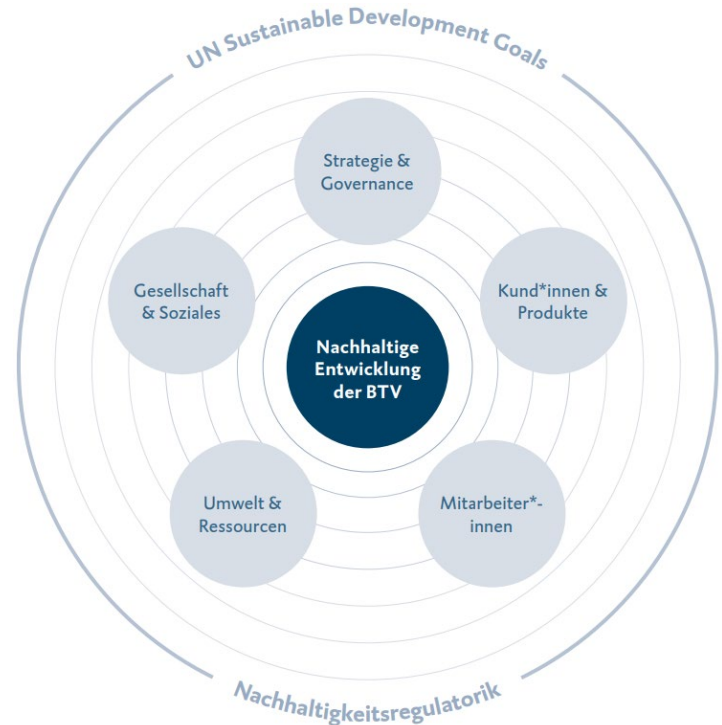 UN Sustainable Development Goals
Strategie &
Governance
Gesellschaft
& Soziales
Kund*innen &
Produkte
Nachhaltige
Entwicklung
der BTV
Umwelt &
Ressourcen
Mitarbeiter*-
innen
Nachhaltigkeitsregulatorik